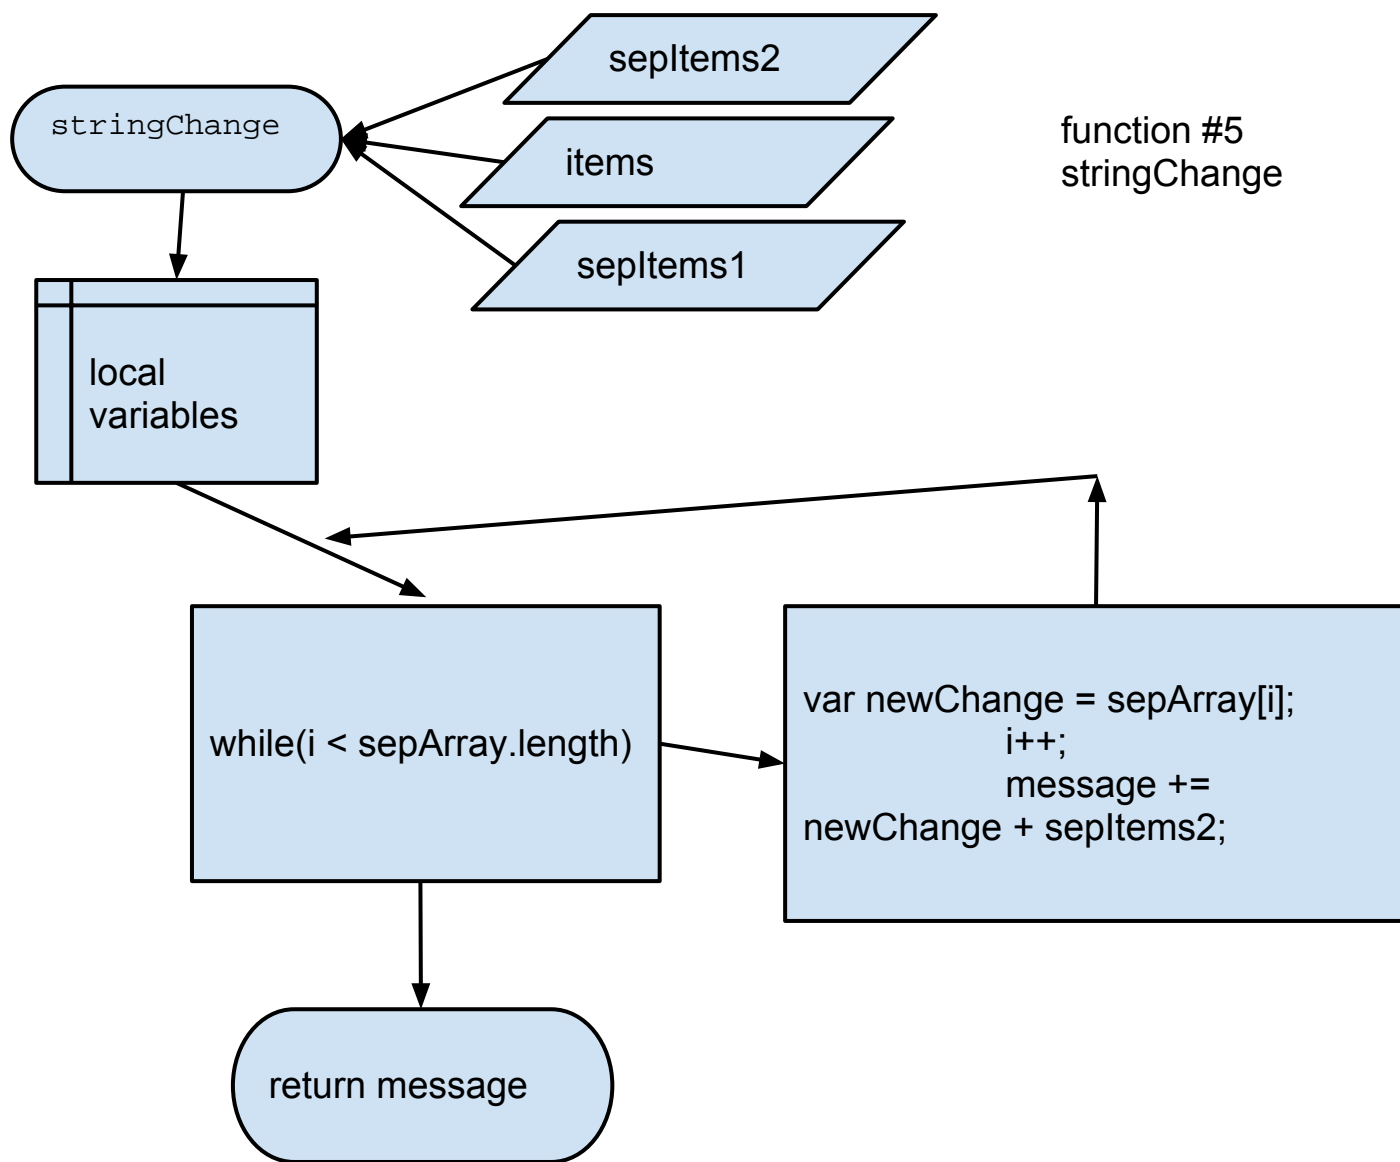 sepItems2
stringChange
function #5
stringChange
items
sepItems1
local
variables
while(i < sepArray.length)
var newChange = sepArray[i];
i++;
message +=
newChange + sepItems2;
return message